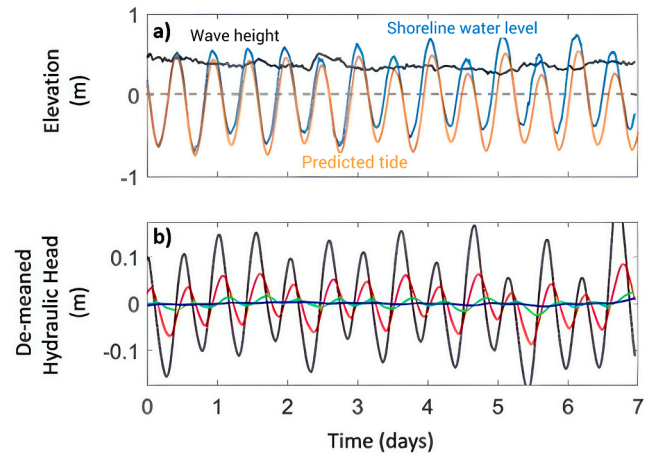 1
a)
Wave height
Shoreline water level
0
Elevation
(m)
Predicted tide
-1
b)
0.1
0
-0.1
De-meaned
Hydraulic Head
(m)
0 1 2 3 4 5 6 7
Time (days)